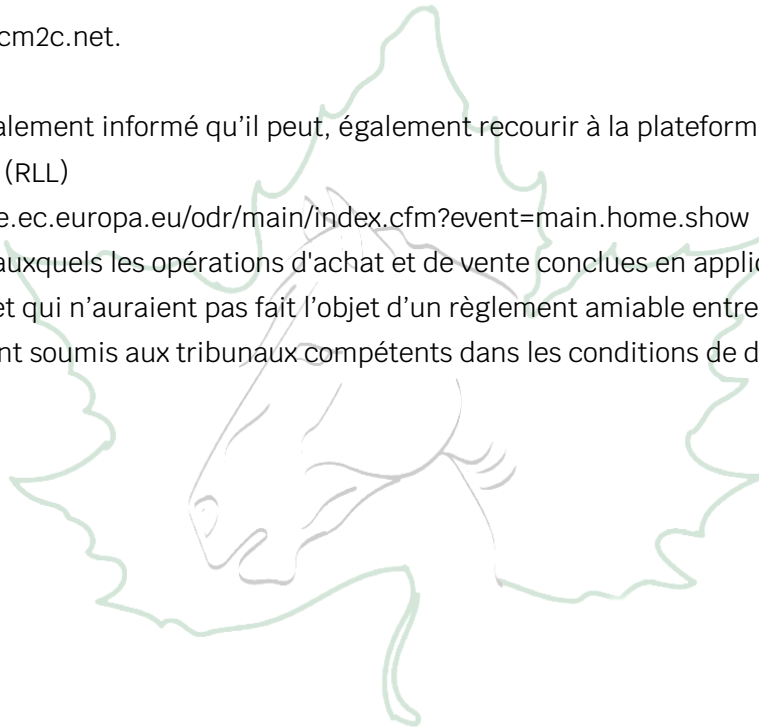 cm2c.net.
alement informé qu’il peut, également recourir à la plateform
(RLL)
e.ec.europa.eu/odr/main/index.cfm?event=main.home.show
auxquels les opérations d'achat et de vente conclues en applic
et qui n’auraient pas fait l’objet d’un règlement amiable entre
nt soumis aux tribunaux compétents dans les conditions de d